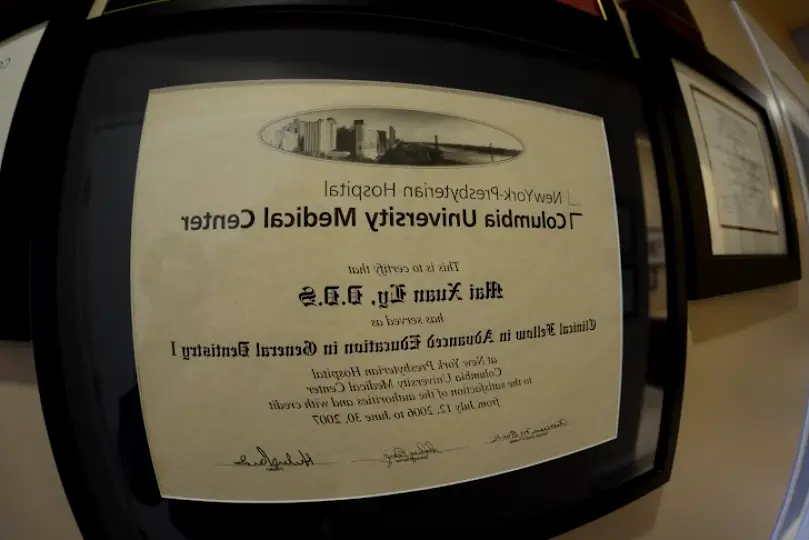 NewYork-Presbyterian Hospital
Columbia University Medical Center
This is to certify that
Mai Xuan Ly, D.D.S
has served as
Clinical Fellow in Advanced Education in General Dentistry I
at New York Presbyterian Hospital
Columbia University Medical Center
to the satisfaction of the authorities and with credit
from July 12, 2006 to June 30, 2007